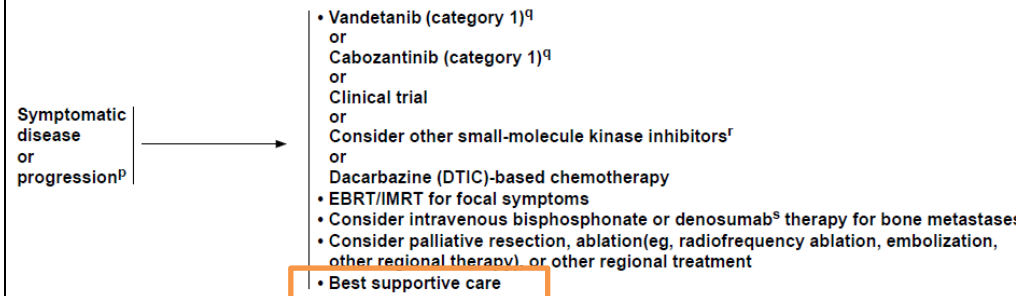 Symptomatic
disease
or
progressionᵖ
• Vandetanib (category 1)ᑫ
or
Cabozantinib (category 1)ᑫ
or
Clinical trial
or
Consider other small-molecule kinase inhibitorsʳ
or
Dacarbazine (DTIC)-based chemotherapy
• EBRT/IMRT for focal symptoms
• Consider intravenous bisphosphonate or denosumabˢ therapy for bone metastases
• Consider palliative resection, ablation(eg, radiofrequency ablation, embolization,
other regional therapy), or other regional treatment
• Best supportive care